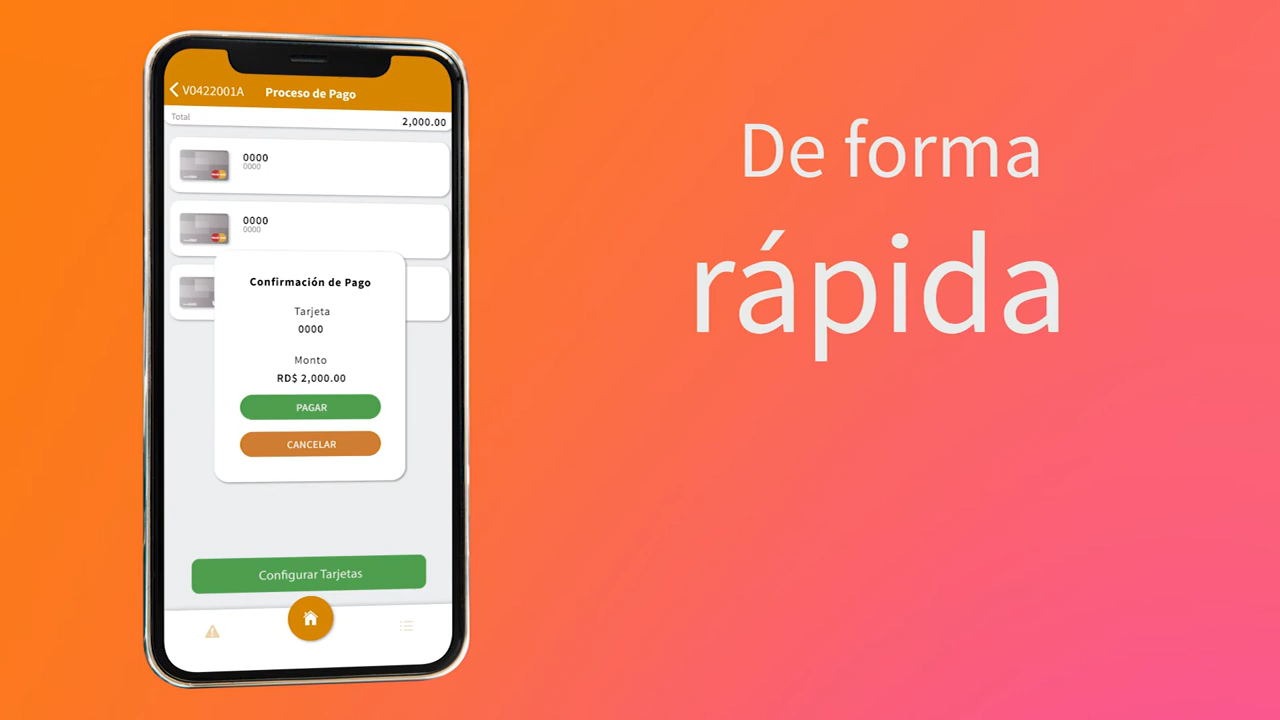 V0422001A
Proceso de Pago
Total
2,000.00
0000
0000
0000
0000
Confirmación de Pago
Tarjeta
0000
Monto
RD$ 2,000.00
PAGAR
CANCELAR
Configurar Tarjetas
De forma
rápida